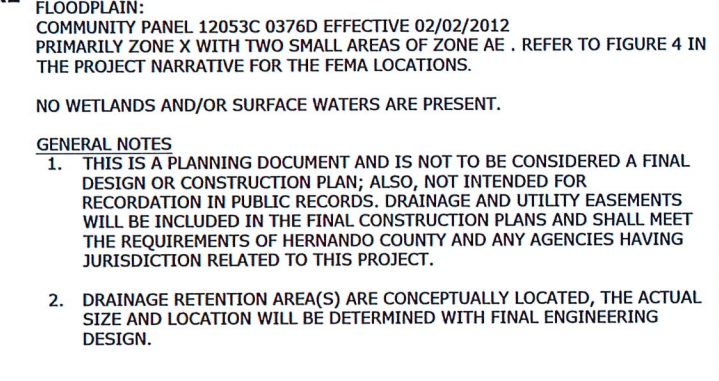 FLOODPLAIN:
COMMUNITY PANEL 12053C 0376D EFFECTIVE 02/02/2012
PRIMARILY ZONE X WITH TWO SMALL AREAS OF ZONE AE . REFER TO FIGURE 4 IN
THE PROJECT NARRATIVE FOR THE FEMA LOCATIONS.
NO WETLANDS AND/OR SURFACE WATERS ARE PRESENT.
GENERAL NOTES
1. THIS IS A PLANNING DOCUMENT AND IS NOT TO BE CONSIDERED A FINAL
DESIGN OR CONSTRUCTION PLAN; ALSO, NOT INTENDED FOR
RECORDATION IN PUBLIC RECORDS. DRAINAGE AND UTILITY EASEMENTS
WILL BE INCLUDED IN THE FINAL CONSTRUCTION PLANS AND SHALL MEET
THE REQUIREMENTS OF HERNANDO COUNTY AND ANY AGENCIES HAVING
JURISDICTION RELATED TO THIS PROJECT.
2. DRAINAGE RETENTION AREA(S) ARE CONCEPTUALLY LOCATED, THE ACTUAL
SIZE AND LOCATION WILL BE DETERMINED WITH FINAL ENGINEERING
DESIGN.